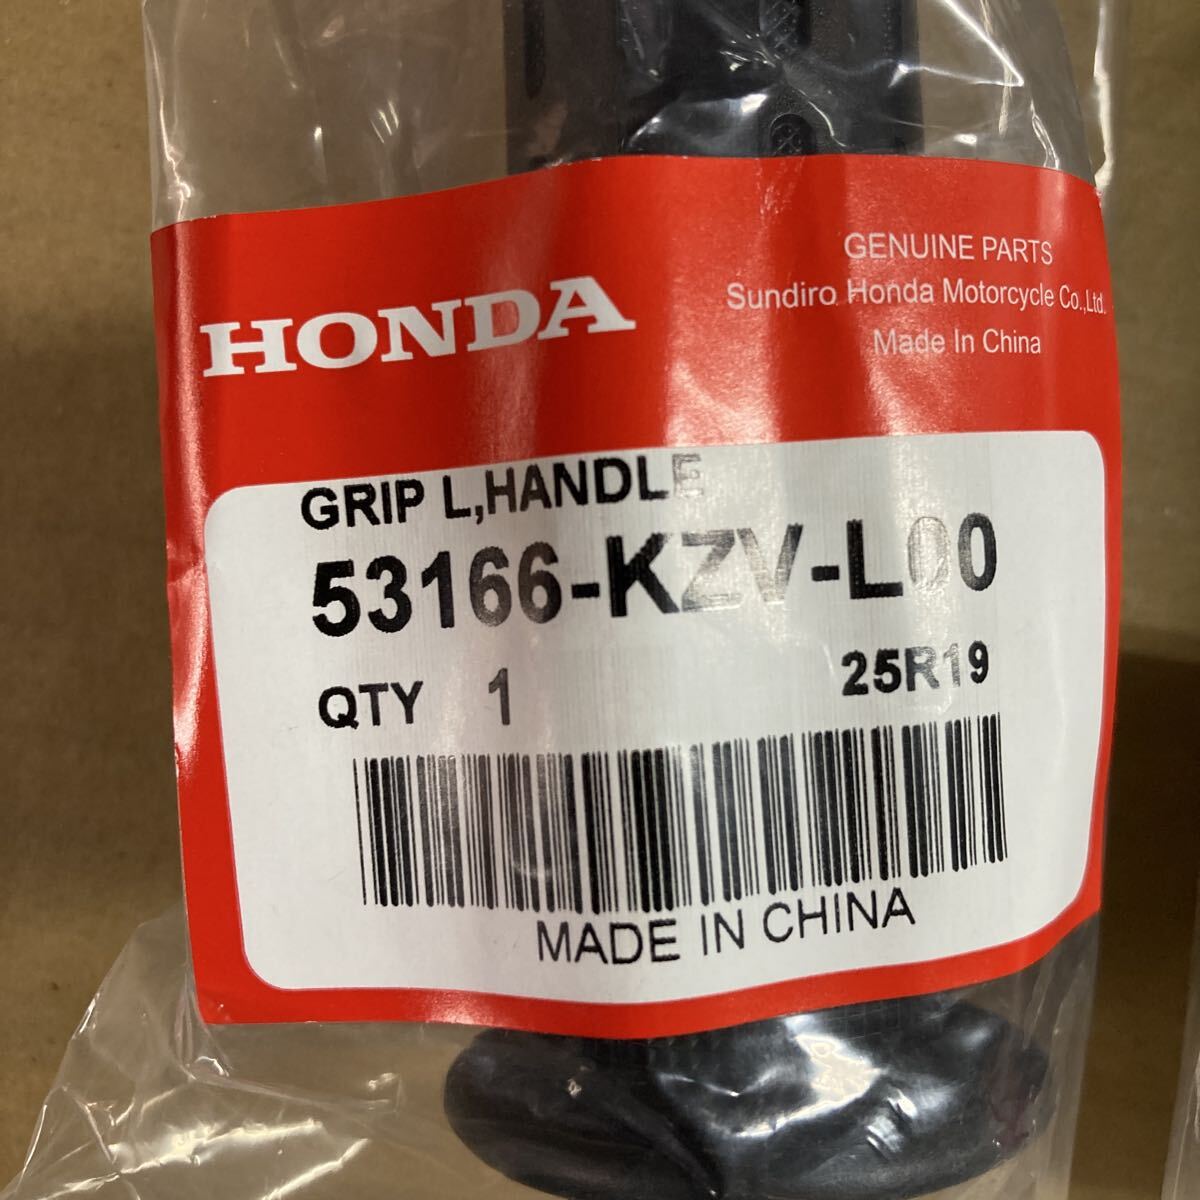 HONDA
GENUINE PARTS
Sundiro Honda Motorcycle Co.,Ltd.
Made In China
GRIP L,HANDLE
53166-KZV-L00
QTY 1 25R19
MADE IN CHINA